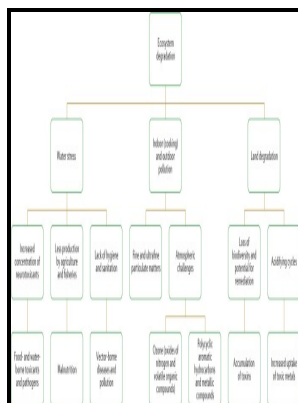 Ecosystem
degradation
Water stress
Indoor (cooking)
and outdoor
pollution
Land degradation
Increased
concentration of
neurotoxicants
Less production
by agriculture
and fisheries
Lack of hygiene
and sanitation
Fine and ultrafine
particulate matters
Atmospheric
challenges
Loss of
biodiversity and
potential for
remediation
Acidifying cycles
Food- and water-
borne toxicants
and pathogens
Malnutrition
Vector-borne
diseases and
pollution
Ozone (oxides of
nitrogen and
volatile organic
compounds)
Polycyclic
aromatic
hydrocarbons
and metallic
compounds
Accumulation
of toxins
Increased uptake
of toxic metals